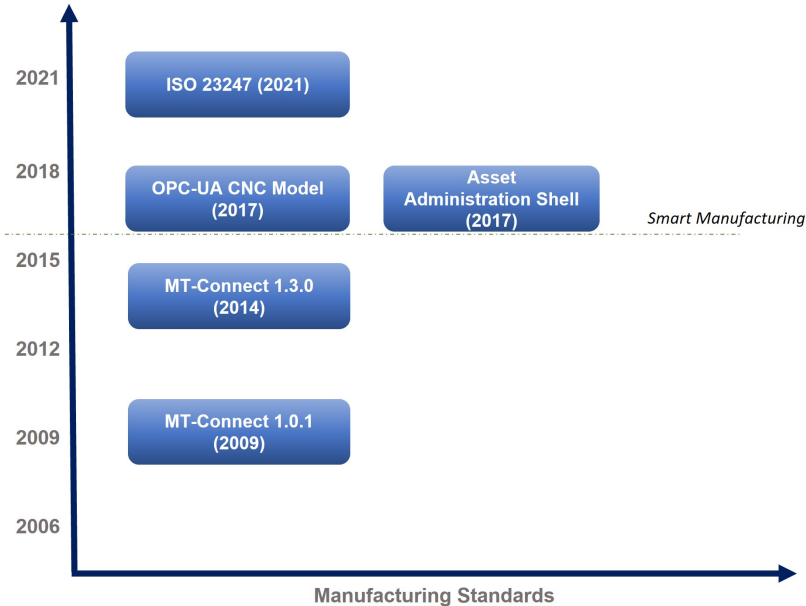 2021
ISO 23247 (2021)
2018
OPC-UA CNC Model
(2017)
Asset
Administration Shell
(2017)
Smart Manufacturing
2015
MT-Connect 1.3.0
(2014)
2012
MT-Connect 1.0.1
(2009)
2009
2006
Manufacturing Standards